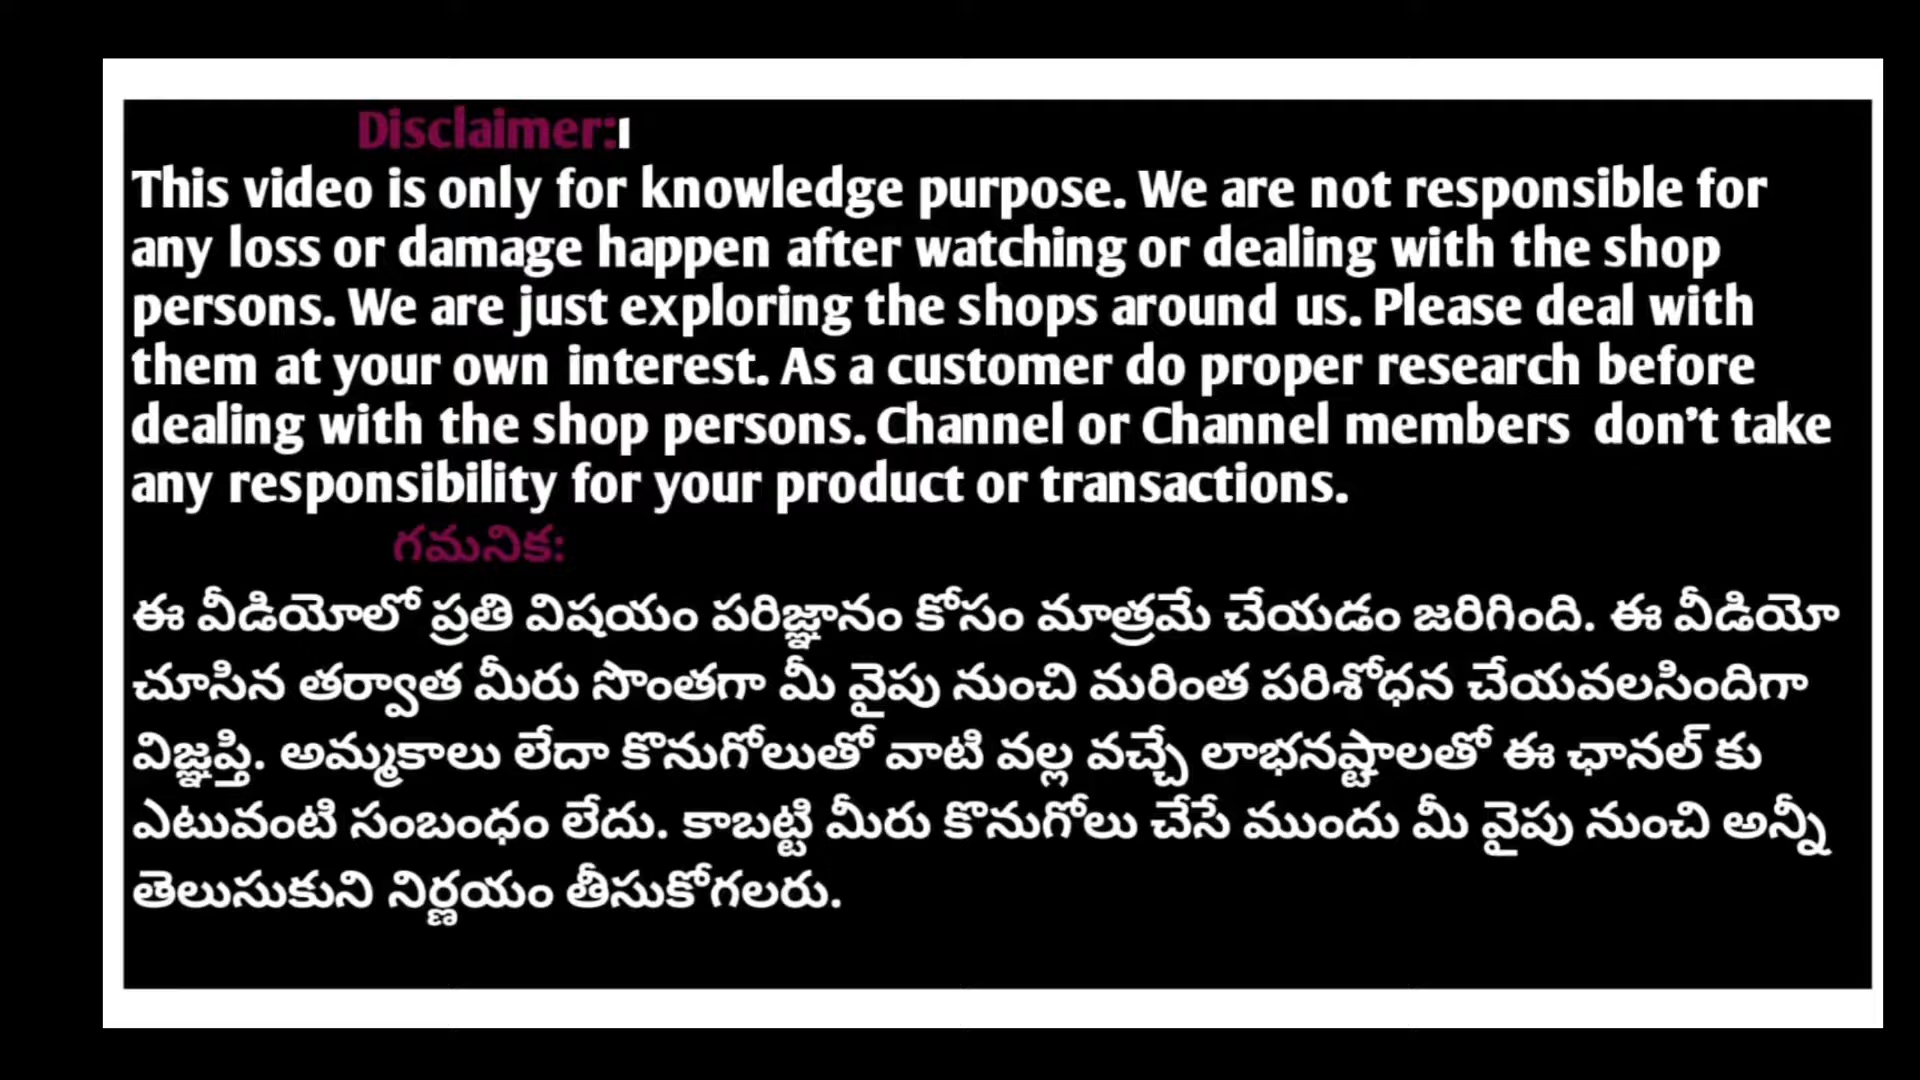 Disclaimer:
This video is only for knowledge purpose. We are not responsible for
any loss or damage happen after watching or dealing with the shop
persons. We are just exploring the shops around us. Please deal with
them at your own interest. As a customer do proper research before
dealing with the shop persons. Channel or Channel members don't take
any responsibility for your product or transactions.
గమనిక:
ఈ వీడియోలో ప్రతి విషయం పరిజ్ఞానం కోసం మాత్రమే చేయడం జరిగింది. ఈ వీడియో
చూసిన తర్వాత మీరు సొంతగా మీ వైపు నుంచి మరింత పరిశోధన చేయవలసిందిగా
విజ్ఞప్తి. అమ్మకాలు లేదా కొనుగోలుతో వాటి వల్ల వచ్చే లాభనష్టాలతో ఈ ఛానల్ కు
ఎటువంటి సంబంధం లేదు. కాబట్టి మీరు కొనుగోలు చేసే ముందు మీ వైపు నుంచి అన్నీ
తెలుసుకుని నిర్ణయం తీసుకోగలరు.